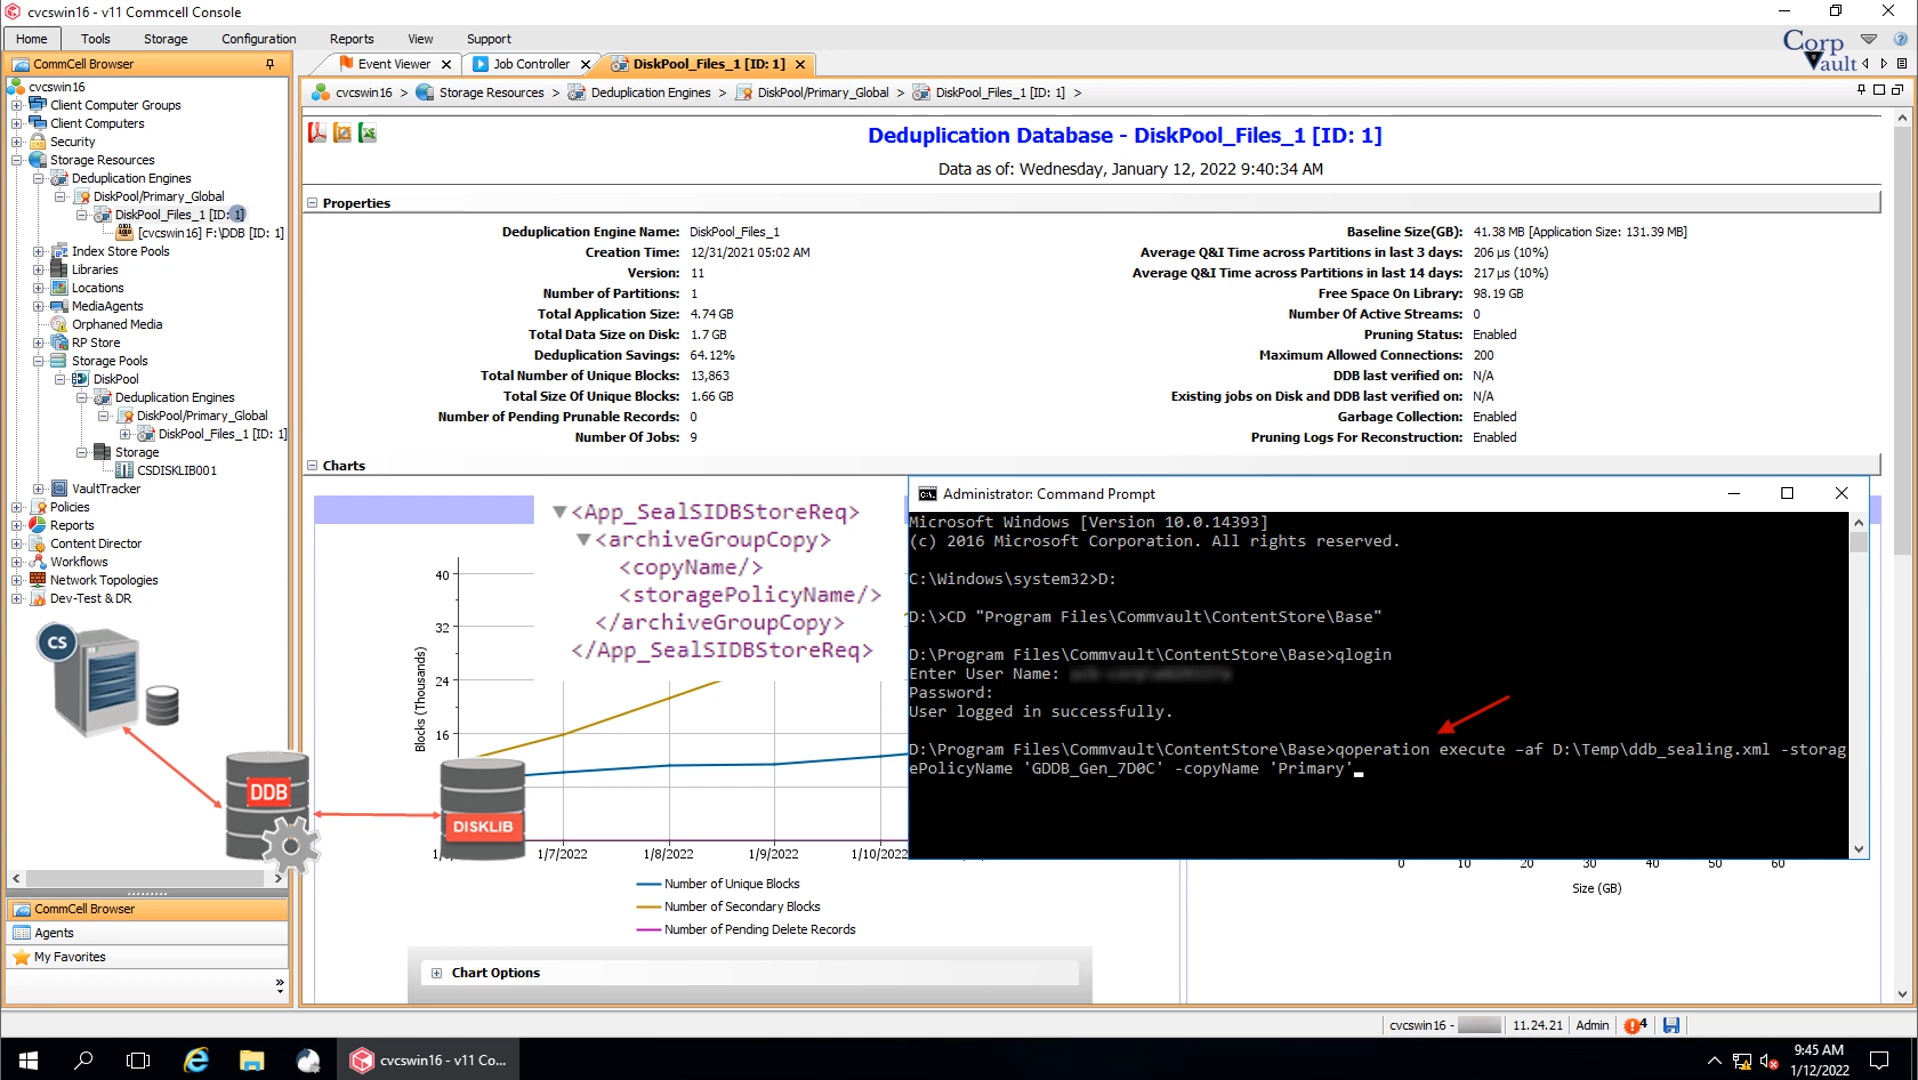 cvcswin16 - v11 Commcell Console
Home Tools Storage Configuration Reports View Support
Corp Vault
CommCell Browser
Event Viewer Job Controller DiskPool_Files_1 [ID: 1]
cvcswin16 > Storage Resources > Deduplication Engines > DiskPool/Primary_Global > DiskPool_Files_1 [ID: 1] >
cvcswin16
Client Computer Groups
Client Computers
Security
Storage Resources
Deduplication Engines
DiskPool/Primary_Global
DiskPool_Files_1 [ID: 1]
[cvcswin16] F:\DDB [ID: 1]
Index Store Pools
Libraries
Locations
MediaAgents
Orphaned Media
RP Store
Storage Pools
DiskPool
Deduplication Engines
DiskPool/Primary_Global
DiskPool_Files_1 [ID: 1]
Storage
CSDISKLIB001
VaultTracker
Policies
Reports
Content Director
Workflows
Network Topologies
Dev-Test & DR
CS
DDB
DISKLIB
CommCell Browser
Agents
My Favorites
Deduplication Database - DiskPool_Files_1 [ID: 1]
Data as of: Wednesday, January 12, 2022 9:40:34 AM
Properties
Deduplication Engine Name: DiskPool_Files_1
Creation Time: 12/31/2021 05:02 AM
Version: 11
Number of Partitions: 1
Total Application Size: 4.74 GB
Total Data Size on Disk: 1.7 GB
Deduplication Savings: 64.12%
Total Number of Unique Blocks: 13,863
Total Size Of Unique Blocks: 1.66 GB
Number of Pending Prunable Records: 0
Number Of Jobs: 9
Baseline Size(GB): 41.38 MB [Application Size: 131.39 MB]
Average Q&I Time across Partitions in last 3 days: 206 µs (10%)
Average Q&I Time across Partitions in last 14 days: 217 µs (10%)
Free Space On Library: 98.19 GB
Number Of Active Streams: 0
Pruning Status: Enabled
Maximum Allowed Connections: 200
DDB last verified on: N/A
Existing jobs on Disk and DDB last verified on: N/A
Garbage Collection: Enabled
Pruning Logs For Reconstruction: Enabled
Charts
<App_SealSIDBStoreReq>
<archiveGroupCopy>
<copyName/>
<storagePolicyName/>
</archiveGroupCopy>
</App_SealSIDBStoreReq>
Blocks (Thousands)
40
32
24
16
1/7/2022 1/8/2022 1/9/2022 1/10/2022
Number of Unique Blocks
Number of Secondary Blocks
Number of Pending Delete Records
Chart Options
Administrator: Command Prompt
Microsoft Windows [Version 10.0.14393]
(c) 2016 Microsoft Corporation. All rights reserved.
C:\Windows\system32>D:
D:\>CD "Program Files\Commvault\ContentStore\Base"
D:\Program Files\Commvault\ContentStore\Base>qlogin
Enter User Name:
Password:
User logged in successfully.
D:\Program Files\Commvault\ContentStore\Base>qoperation execute –af D:\Temp\ddb_sealing.xml -storag
ePolicyName 'GDDB_Gen_7D0C' -copyName 'Primary'
0 10 20 30 40 50 60
Size (GB)
cvcswin16 - 11.24.21 Admin 4
cvcswin16 - v11 Co...
9:45 AM
1/12/2022